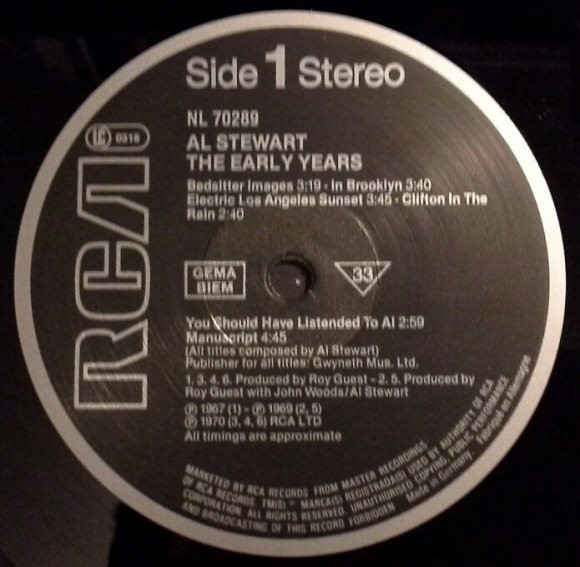 Side 1 Stereo
NL 70289
AL STEWART
THE EARLY YEARS
LC 0316
RCA
Bedsitter Images 3:19 · In Brooklyn 3:40
Electric Los Angeles Sunset 3:45 · Clifton In The
Rain 2:40
GEMA
BIEM
33
You Should Have Listended To Al 2:59
Manuscript 4:45
(All titles composed by Al Stewart)
Publisher for all titles: Gwyneth Mus. Ltd.
1. 3. 4. 6. Produced by Roy Guest – 2. 5. Produced by
Roy Guest with John Woods/Al Stewart
℗ 1967 (1) - ℗ 1969 (2, 5)
℗ 1970 (3, 4, 6) RCA LTD
All timings are approximate
MARKETED BY RCA RECORDS FROM MASTER RECORDINGS
OF RCA RECORDS. TM(S) ® MARCA(S) REGISTRADA(S) USED BY AUTHORITY OF RCA
CORPORATION. ALL RIGHTS RESERVED. UNAUTHORISED COPYING, PUBLIC PERFORMANCE
AND BROADCASTING OF THIS RECORD FORBIDDEN
Made in Germany. Fabriqué en Allemagne